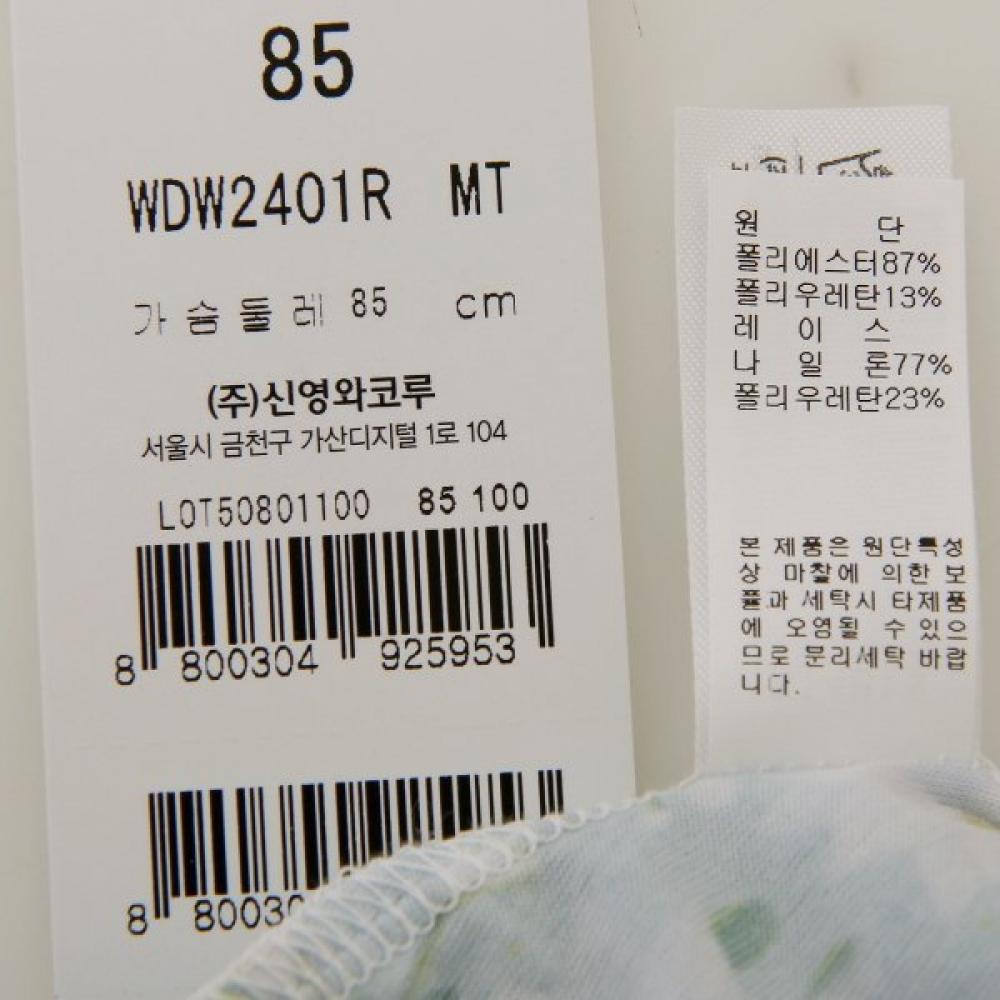 85
WDW2401R MT
가슴둘레 85 cm
(주)신영와코루
서울시 금천구 가산디지털 1로 104
LOT50801100 85 100
8 800304 925953
8
원 단
폴리에스터87%
폴리우레탄13%
레 이 스
나 일 론77%
폴리우레탄23%
본 제품은 원단특성
상 마찰에 의한 보
풀과 세탁시 타제품
에 오염될 수 있으
므로 분리세탁 바랍
니다.